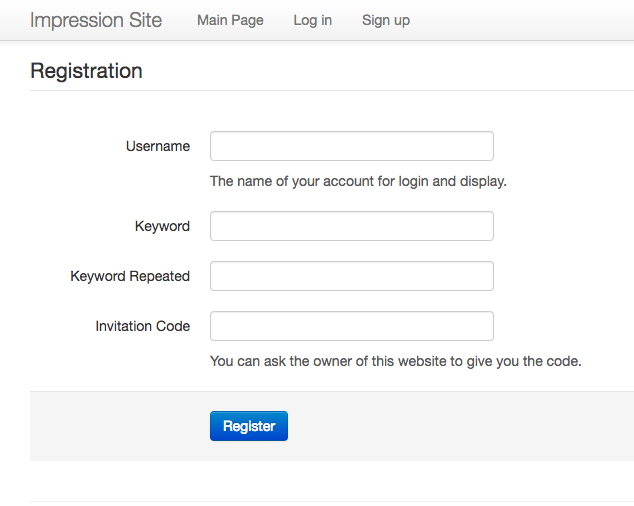 Impression Site Main Page Log in Sign up
Registration
Username
The name of your account for login and display.
Keyword
Keyword Repeated
Invitation Code
You can ask the owner of this website to give you the code.
Register